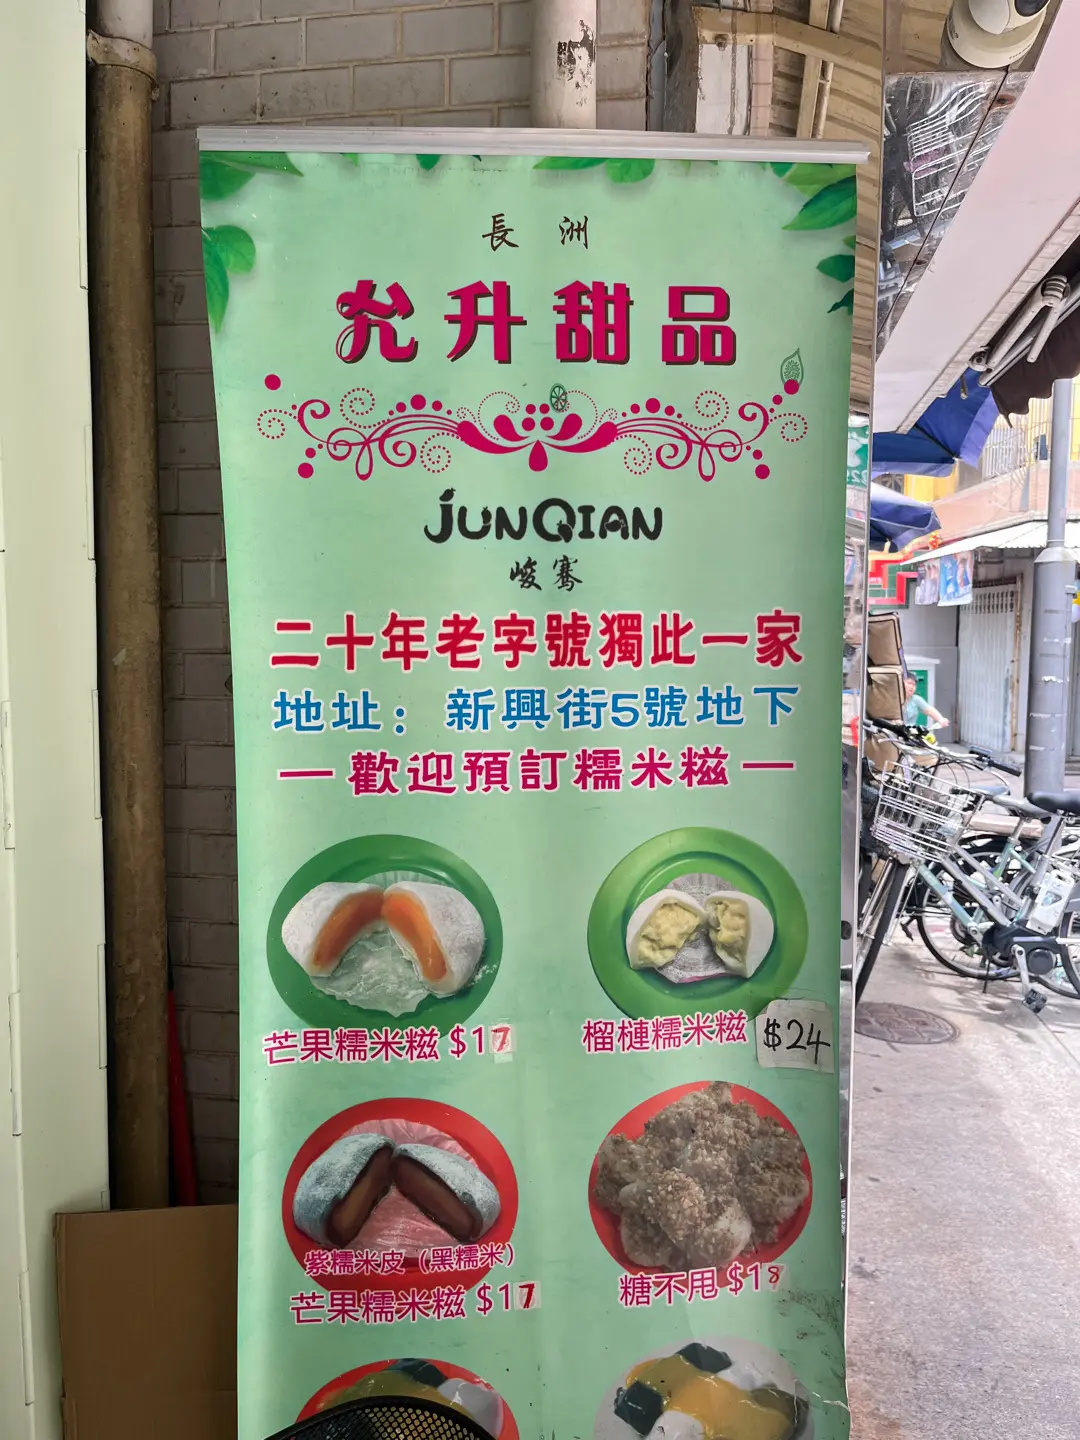 長洲
允升甜品
JUNQIAN
峻骞
二十年老字號獨此一家
地址：新興街5號地下
—歡迎預訂糯米糍—
芒果糯米糍 $17
榴槤糯米糍 $24
紫糯米皮（黑糯米）
芒果糯米糍 $17
糖不甩 $18